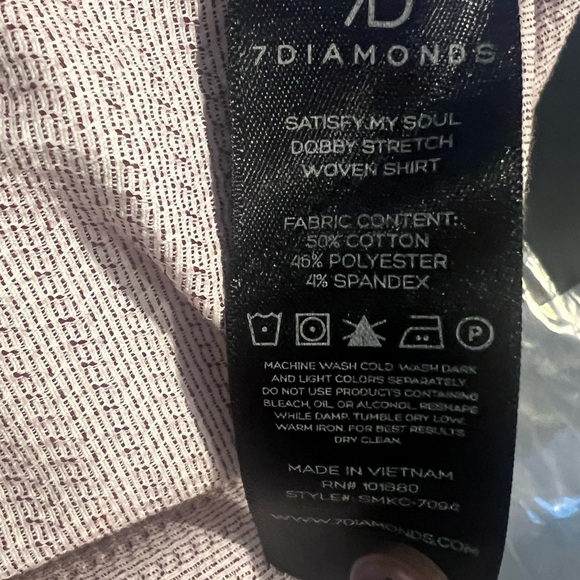 7D
7DIAMONDS
SATISFY MY SOUL
DOBBY STRETCH
WOVEN SHIRT
FABRIC CONTENT:
50% COTTON
46% POLYESTER
4% SPANDEX
P
MACHINE WASH COLD. WASH DARK
AND LIGHT COLORS SEPARATELY.
DO NOT USE PRODUCTS CONTAINING
BLEACH, OIL, OR ALCOHOL. RESHAPE
WHILE DAMP. TUMBLE DRY LOW.
WARM IRON. FOR BEST RESULTS
DRY CLEAN.
MADE IN VIETNAM
RN# 101880
STYLE#: SMKC-7094
WWW.7DIAMONDS.COM